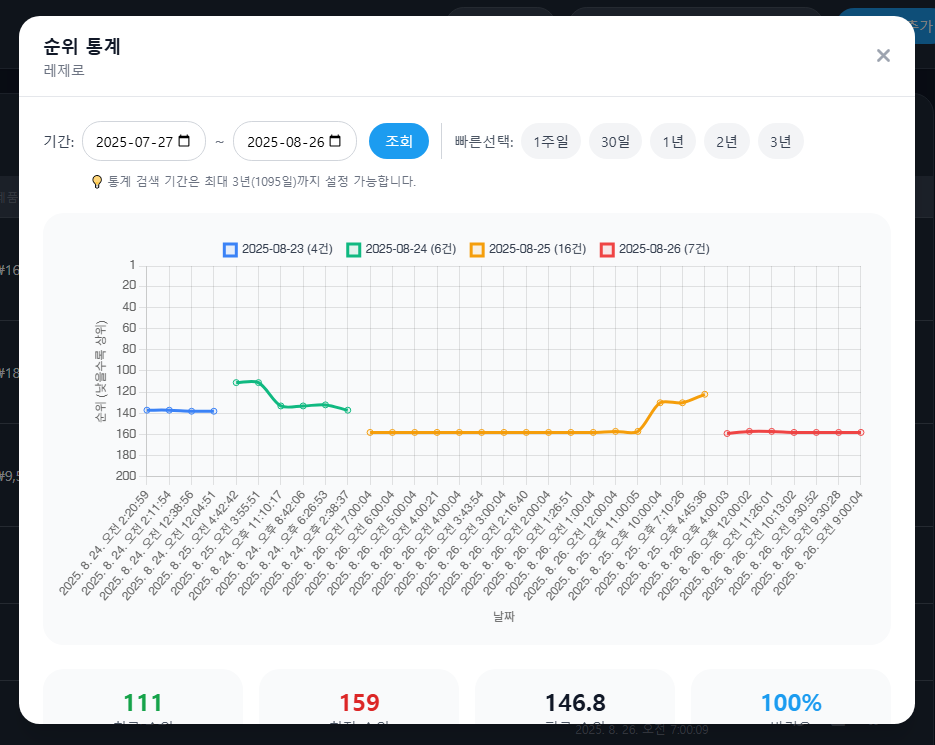 추가
순위 통계
레제로
기간: 2025-07-27 ~ 2025-08-26 조회 빠른선택: 1주일 30일 1년 2년 3년
통계 검색 기간은 최대 3년(1095일)까지 설정 가능합니다.
#16
#18
#9,5
2025-08-23 (4건) 2025-08-24 (6건) 2025-08-25 (16건) 2025-08-26 (7건)
순위 (낮을수록 상위)
1
20
40
60
80
100
120
140
160
180
200
2025. 8. 24. 오전 2:20:59
2025. 8. 24. 오전 2:11:54
2025. 8. 24. 오전 12:38:56
2025. 8. 24. 오전 12:04:51
2025. 8. 25. 오전 4:42:42
2025. 8. 25. 오전 3:55:51
2025. 8. 24. 오후 11:10:17
2025. 8. 24. 오후 8:42:06
2025. 8. 24. 오후 6:26:53
2025. 8. 24. 오후 2:38:37
2025. 8. 26. 오전 7:00:04
2025. 8. 26. 오전 6:00:04
2025. 8. 26. 오전 5:00:04
2025. 8. 26. 오전 4:00:21
2025. 8. 26. 오전 4:00:04
2025. 8. 26. 오전 3:43:54
2025. 8. 26. 오전 3:00:04
2025. 8. 26. 오전 2:16:40
2025. 8. 26. 오전 2:00:04
2025. 8. 26. 오전 1:26:51
2025. 8. 26. 오전 1:00:04
2025. 8. 26. 오전 12:00:04
2025. 8. 25. 오후 11:00:05
2025. 8. 25. 오후 10:00:04
2025. 8. 25. 오후 7:10:26
2025. 8. 25. 오후 4:45:36
2025. 8. 26. 오후 4:00:03
2025. 8. 26. 오후 12:00:02
2025. 8. 26. 오전 11:26:01
2025. 8. 26. 오전 10:13:02
2025. 8. 26. 오전 9:30:52
2025. 8. 26. 오전 9:30:28
2025. 8. 26. 오전 9:00:04
날짜
111 159 146.8 100%
2025. 8. 26. 오전 7:00:09